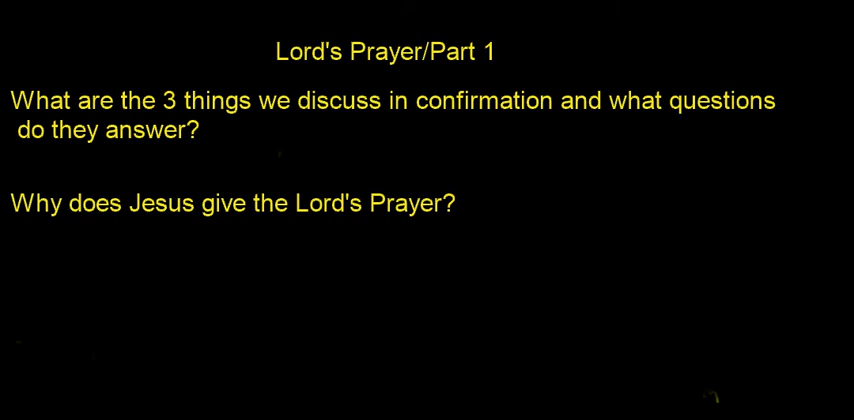 Lord's Prayer/Part 1
What are the 3 things we discuss in confirmation and what questions
do they answer?
Why does Jesus give the Lord's Prayer?